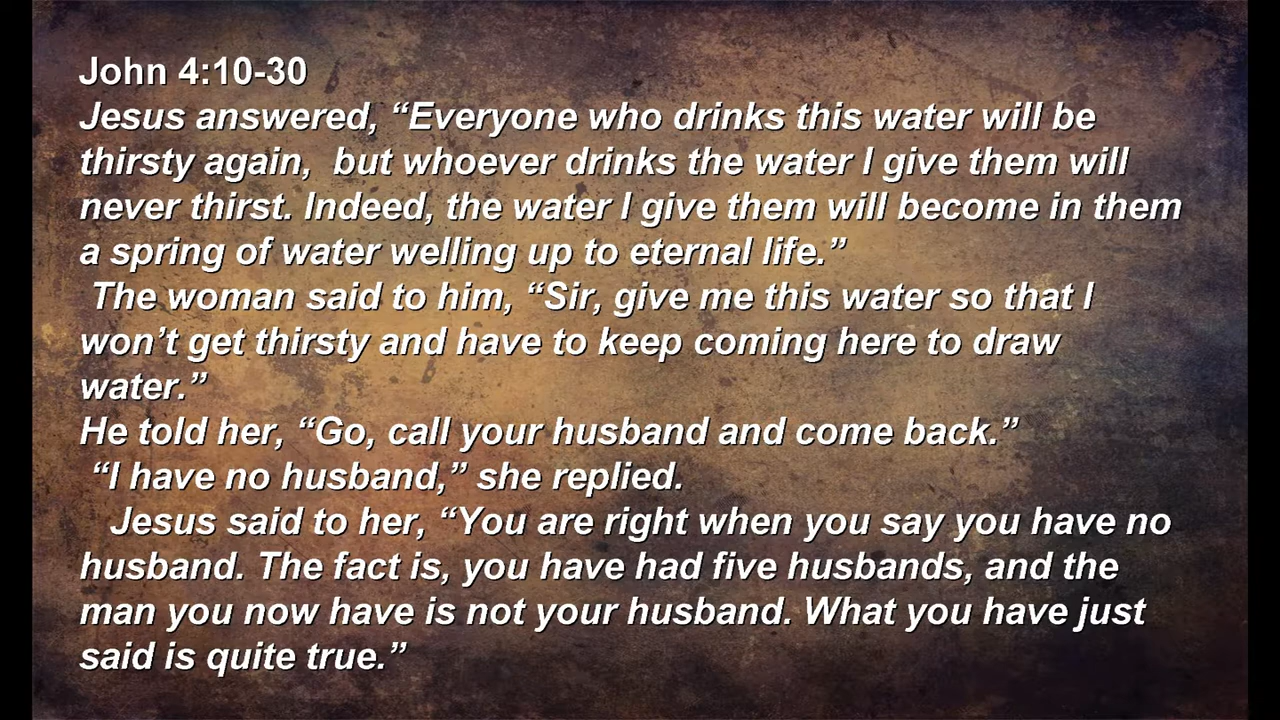 John 4:10-30
Jesus answered, “Everyone who drinks this water will be
thirsty again,  but whoever drinks the water I give them will
never thirst. Indeed, the water I give them will become in them
a spring of water welling up to eternal life.”
The woman said to him, “Sir, give me this water so that I
won’t get thirsty and have to keep coming here to draw
water.”
He told her, “Go, call your husband and come back.”
“I have no husband,” she replied.
Jesus said to her, “You are right when you say you have no
husband. The fact is, you have had five husbands, and the
man you now have is not your husband. What you have just
said is quite true.”